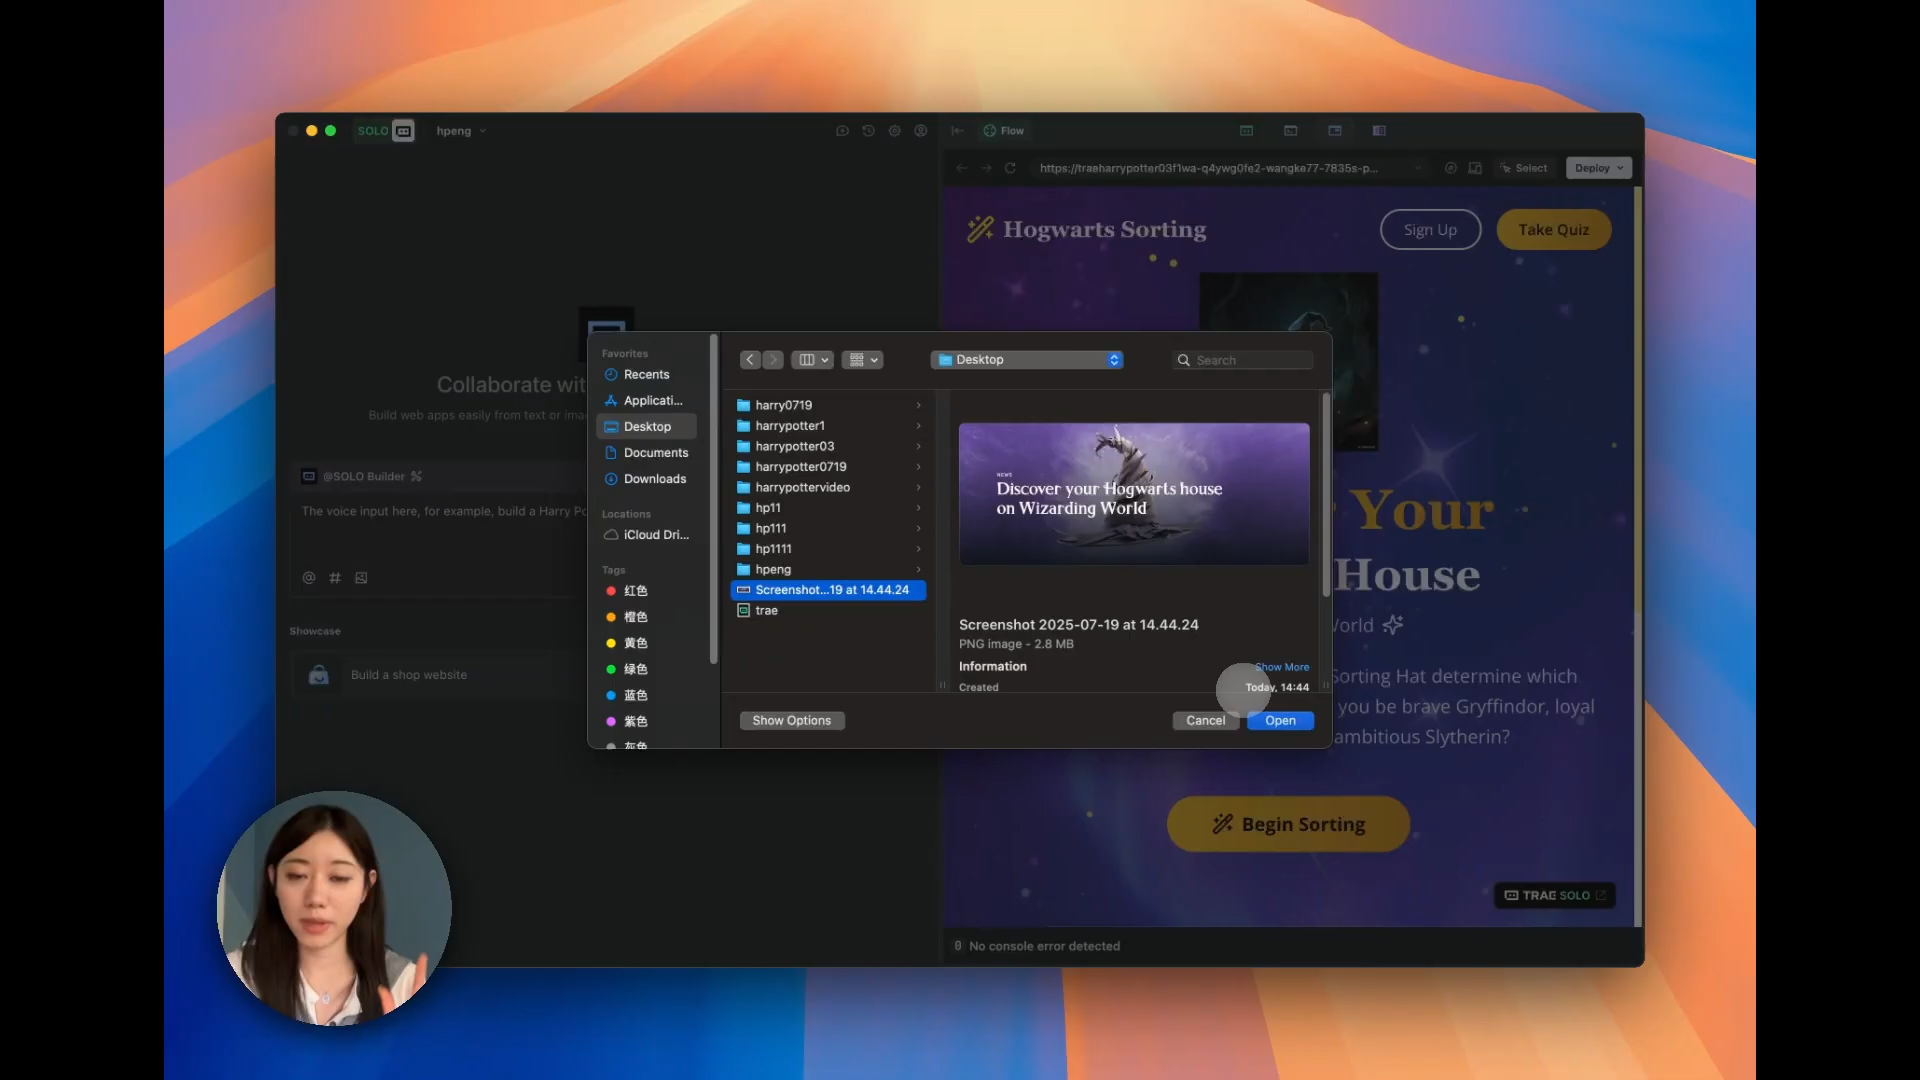 SOLO
hpeng
Flow
https://traeharrypotter03f1wa-q4ywg0fe2-wangke77-7835s-p...
Select
Deploy
Hogwarts Sorting
Sign Up
Take Quiz
Collaborate wit
Build web apps easily from text or ima
@SOLO Builder
The voice input here, for example, build a Harry Po
@ #
Showcase
Build a shop website
Favorites
Recents
Applicati...
Desktop
Documents
Downloads
Locations
iCloud Dri...
Tags
红色
橙色
黄色
绿色
蓝色
紫色
灰色
Desktop
Search
harry0719
harrypotter1
harrypotter03
harrypotter0719
harrypottervideo
hp11
hp111
hp1111
hpeng
Screenshot...19 at 14.44.24
trae
NEWS
Discover your Hogwarts house
on Wizarding World
Screenshot 2025-07-19 at 14.44.24
PNG image - 2.8 MB
Information
Show More
Created
Today, 14:44
Show Options
Cancel
Open
Your
House
World
Sorting Hat determine which
you be brave Gryffindor, loyal
ambitious Slytherin?
Begin Sorting
TRAE SOLO
0 No console error detected